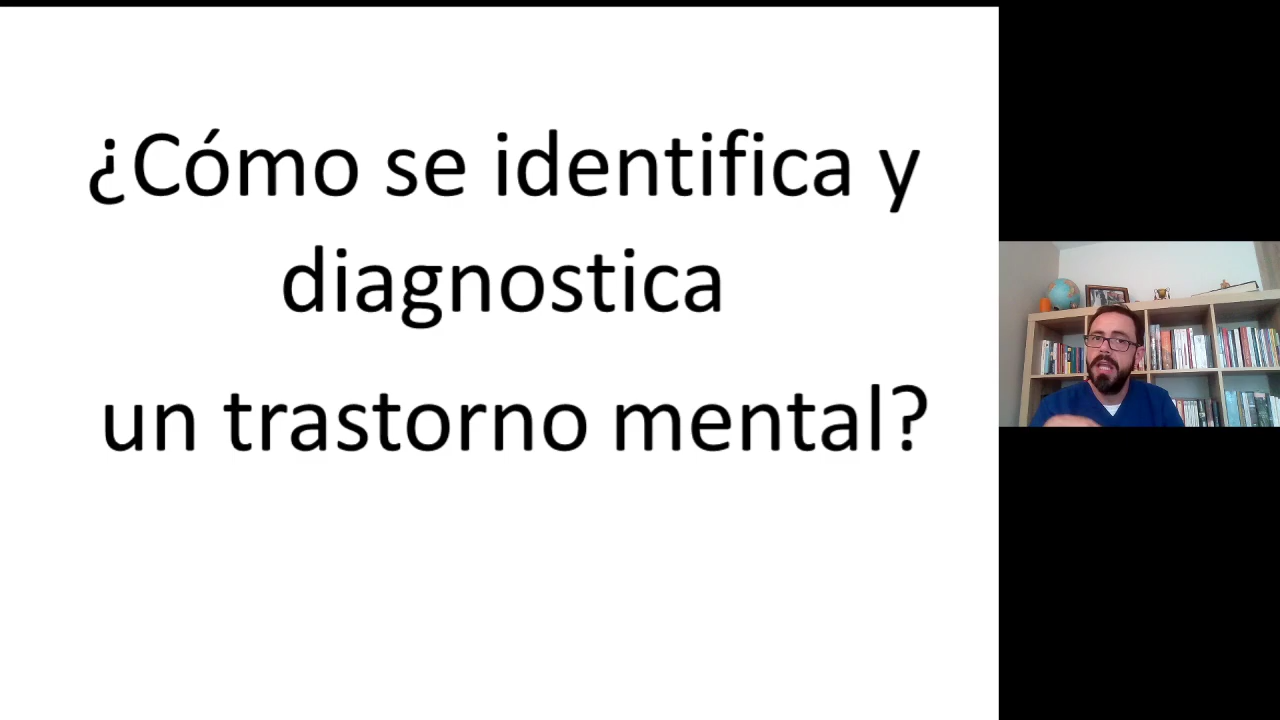 ¿Cómo se identifica y
diagnostica
un trastorno mental?